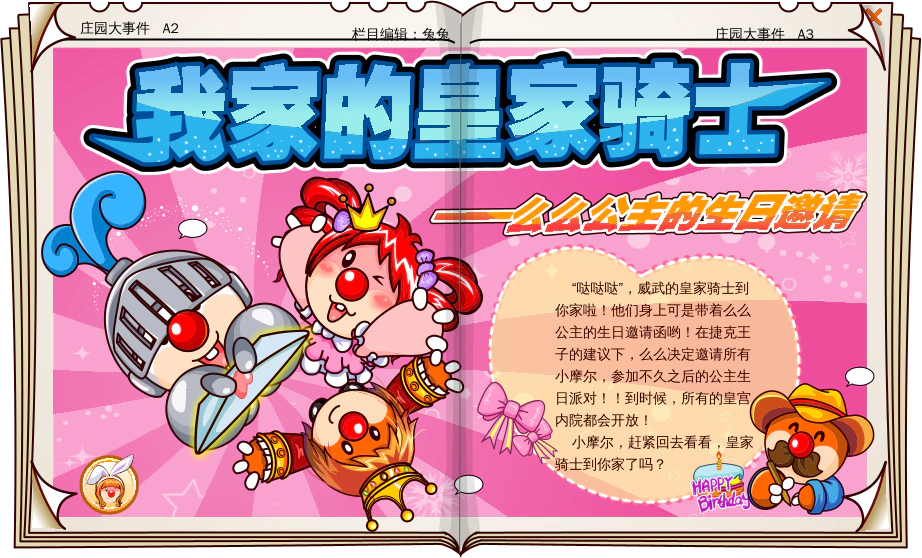 庄园大事件 A2
栏目编辑：兔兔
庄园大事件 A3
我家的皇家骑士
——么么公主的生日邀请
“哒哒哒”，威武的皇家骑士到
你家啦！他们身上可是带着么么
公主的生日邀请函哟！在捷克王
子的建议下，么么决定邀请所有
小摩尔，参加不久之后的公主生
日派对！！到时候，所有的皇宫
内院都会开放！
小摩尔，赶紧回去看看，皇家
骑士到你家了吗？
HAPPY
Birthday